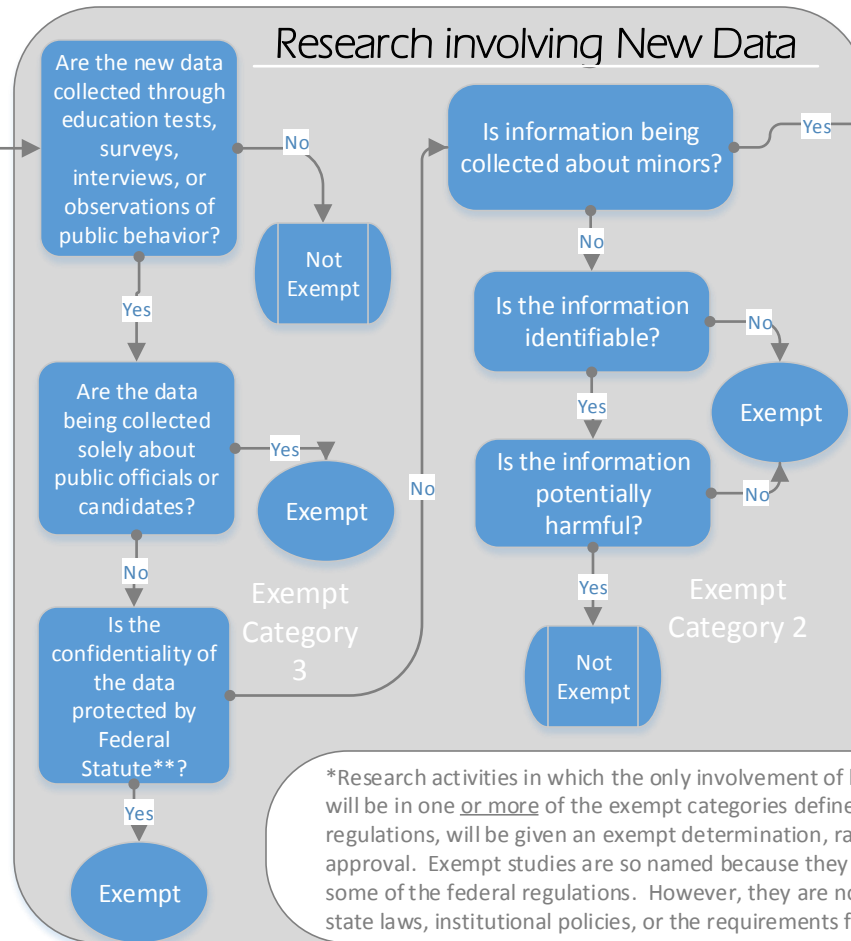 Research involving New Data
Are the new data
collected through
education tests,
surveys,
interviews, or
observations of
public behavior?
No
Not
Exempt
Yes
Are the data
being collected
solely about
public officials or
candidates?
Yes
Exempt
No
Exempt
Category
3
Is the
confidentiality of
the data
protected by
Federal
Statute**?
Yes
Exempt
No
Is information being
collected about minors?
Yes
No
Is the information
identifiable?
No
Exempt
Yes
Is the information
potentially
harmful?
No
Yes
Not
Exempt
Exempt
Category 2
*Research activities in which the only involvement of
will be in one or more of the exempt categories define
regulations, will be given an exempt determination, ra
approval. Exempt studies are so named because they
some of the federal regulations. However, they are no
state laws, institutional policies, or the requirements f